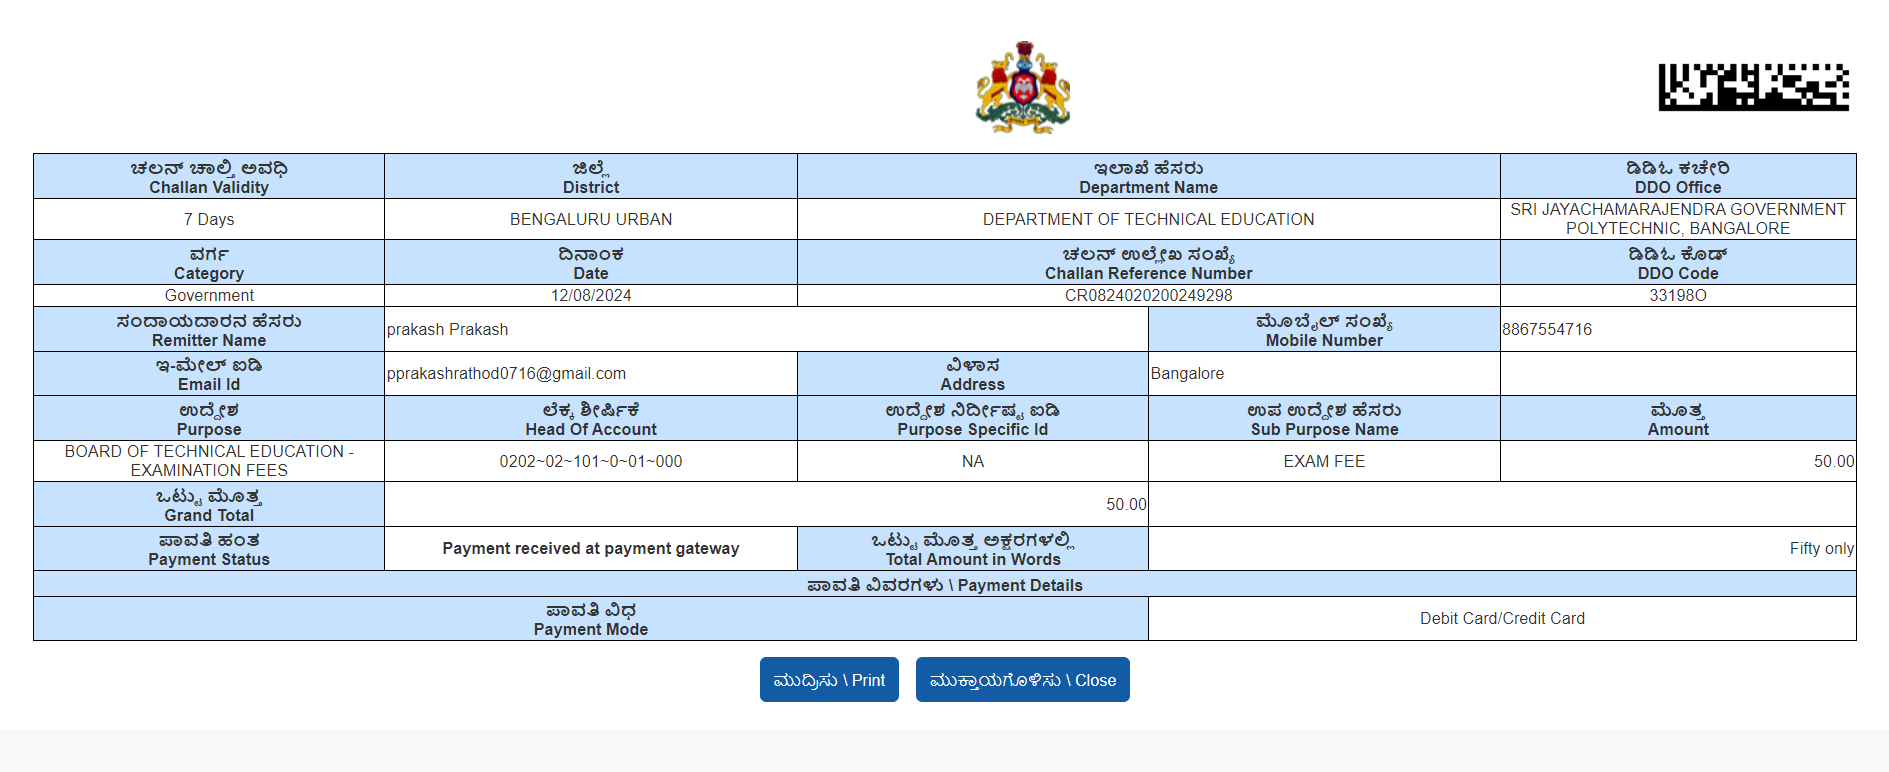 ಚಲನ್ ಚಾಲ್ತಿ ಅವಧಿ
Challan Validity
ಜಿಲ್ಲೆ
District
ಇಲಾಖೆ ಹೆಸರು
Department Name
ಡಿಡಿಓ ಕಚೇರಿ
DDO Office
7 Days
BENGALURU URBAN
DEPARTMENT OF TECHNICAL EDUCATION
SRI JAYACHAMARAJENDRA GOVERNMENT
POLYTECHNIC, BANGALORE
ವರ್ಗ
Category
ದಿನಾಂಕ
Date
ಚಲನ್ ಉಲ್ಲೇಖ ಸಂಖ್ಯೆ
Challan Reference Number
ಡಿಡಿಓ ಕೋಡ್
DDO Code
Government
12/08/2024
CR0824020200249298
33198O
ಸಂದಾಯದಾರನ ಹೆಸರು
Remitter Name
prakash Prakash
ಮೊಬೈಲ್ ಸಂಖ್ಯೆ
Mobile Number
8867554716
ಇ-ಮೇಲ್ ಐಡಿ
Email Id
pprakashrathod0716@gmail.com
ವಿಳಾಸ
Address
Bangalore
ಉದ್ದೇಶ
Purpose
ಲೆಕ್ಕ ಶೀರ್ಷಿಕೆ
Head Of Account
ಉದ್ದೇಶ ನಿರ್ದೀಷ್ಟ ಐಡಿ
Purpose Specific Id
ಉಪ ಉದ್ದೇಶ ಹೆಸರು
Sub Purpose Name
ಮೊತ್ತ
Amount
BOARD OF TECHNICAL EDUCATION -
EXAMINATION FEES
0202~02~101~0~01~000
NA
EXAM FEE
50.00
ಒಟ್ಟು ಮೊತ್ತ
Grand Total
50.00
ಪಾವತಿ ಹಂತ
Payment Status
Payment received at payment gateway
ಒಟ್ಟು ಮೊತ್ತ ಅಕ್ಷರಗಳಲ್ಲಿ
Total Amount in Words
Fifty only
ಪಾವತಿ ವಿವರಗಳು \ Payment Details
ಪಾವತಿ ವಿಧ
Payment Mode
Debit Card/Credit Card
ಮುದ್ರಿಸು \ Print
ಮುಕ್ತಾಯಗೊಳಿಸು \ Close